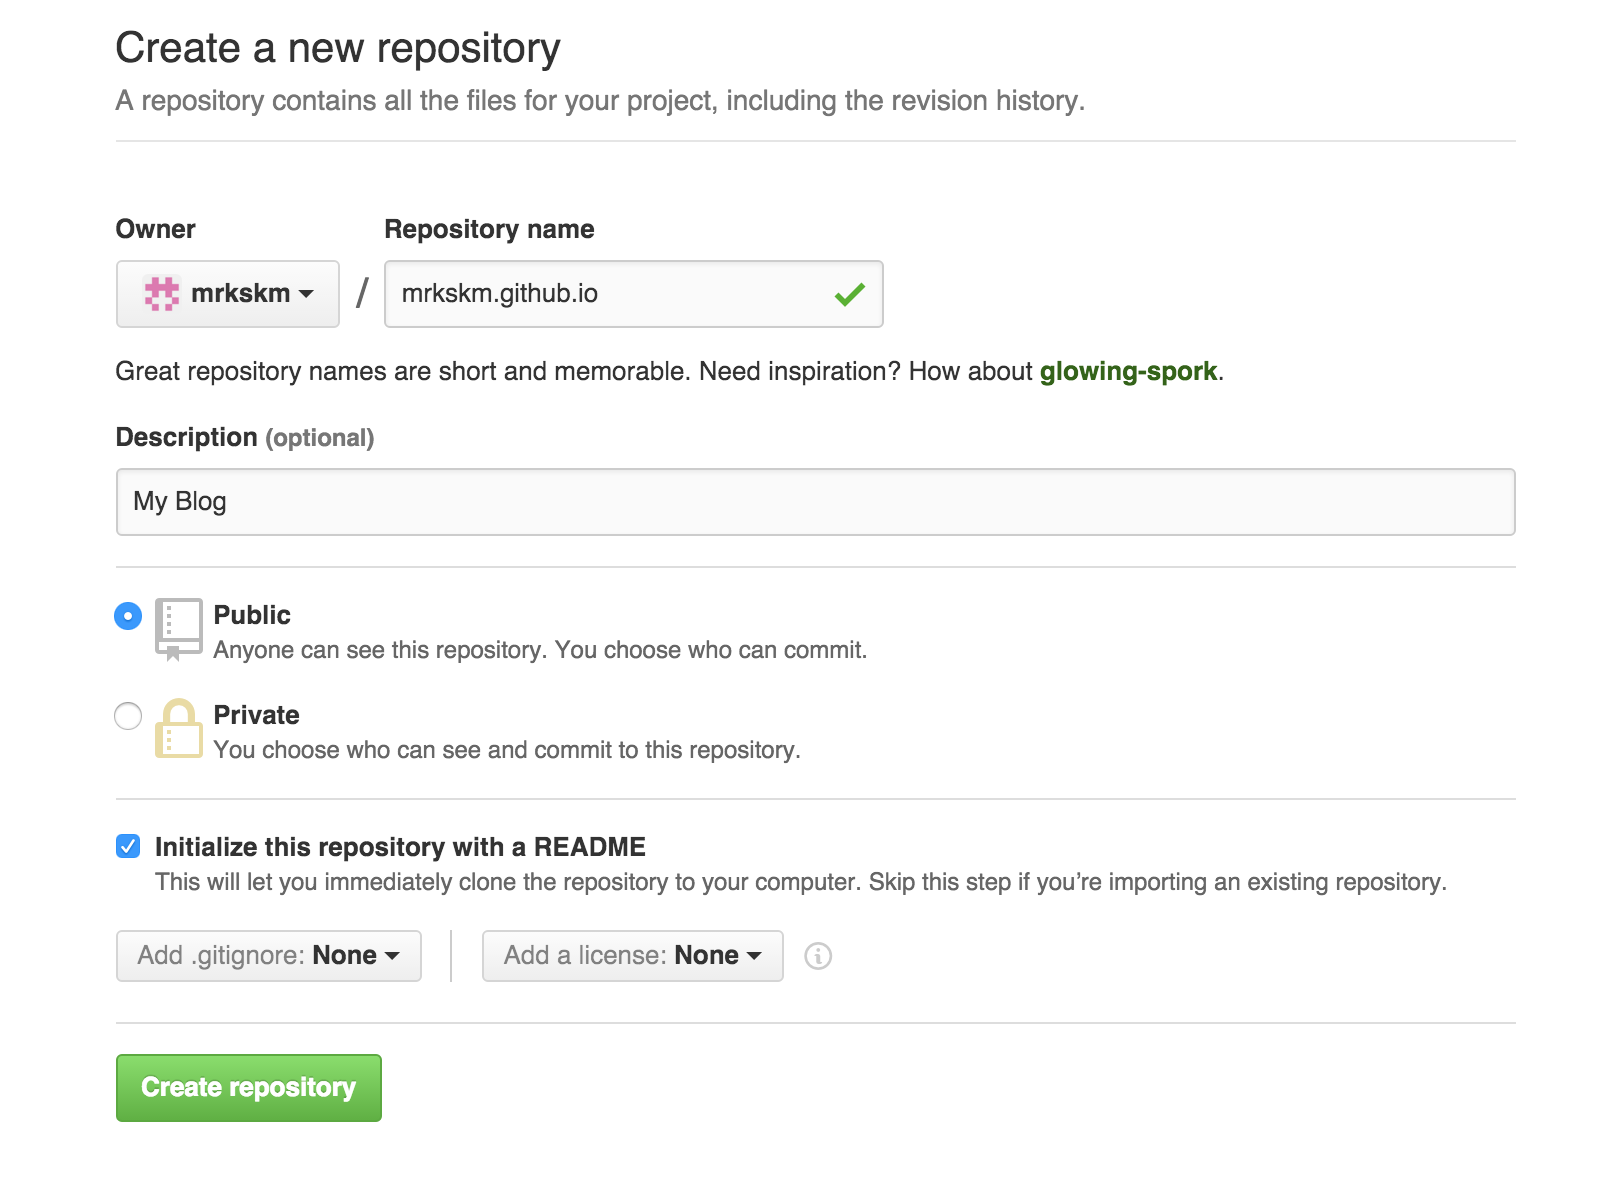 Create a new repository
A repository contains all the files for your project, including the revision history.
Owner Repository name
mrkskm / mrkskm.github.io
Great repository names are short and memorable. Need inspiration? How about glowing-spork.
Description (optional)
My Blog
Public
Anyone can see this repository. You choose who can commit.
Private
You choose who can see and commit to this repository.
Initialize this repository with a README
This will let you immediately clone the repository to your computer. Skip this step if you’re importing an existing repository.
Add .gitignore: None Add a license: None
Create repository